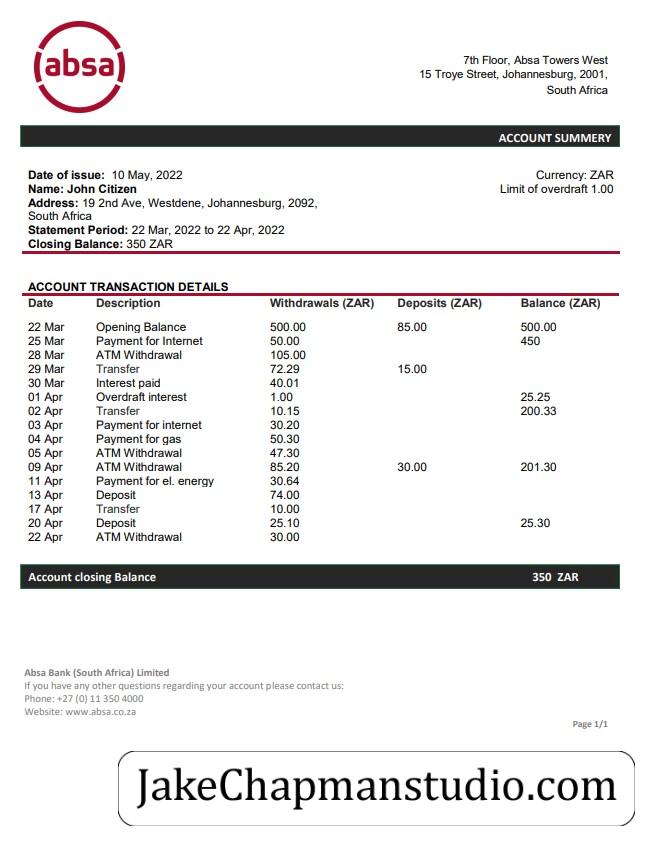 absa
7th Floor, Absa Towers West
15 Troye Street, Johannesburg, 2001,
South Africa
ACCOUNT SUMMERY
Date of issue: 10 May, 2022
Currency: ZAR
Name: John Citizen
Limit of overdraft 1.00
Address: 19 2nd Ave, Westdene, Johannesburg, 2092,
South Africa
Statement Period: 22 Mar, 2022 to 22 Apr, 2022
Closing Balance: 350 ZAR
ACCOUNT TRANSACTION DETAILS
Date Description Withdrawals (ZAR) Deposits (ZAR) Balance (ZAR)
22 Mar Opening Balance 500.00 85.00 500.00
25 Mar Payment for Internet 50.00 450
28 Mar ATM Withdrawal 105.00
29 Mar Transfer 72.29 15.00
30 Mar Interest paid 40.01
01 Apr Overdraft interest 1.00 25.25
02 Apr Transfer 10.15 200.33
03 Apr Payment for internet 30.20
04 Apr Payment for gas 50.30
05 Apr ATM Withdrawal 47.30
09 Apr ATM Withdrawal 85.20 30.00 201.30
11 Apr Payment for el. energy 30.64
13 Apr Deposit 74.00
17 Apr Transfer 10.00
20 Apr Deposit 25.10 25.30
22 Apr ATM Withdrawal 30.00
Account closing Balance 350 ZAR
Absa Bank (South Africa) Limited
If you have any other questions regarding your account please contact us:
Phone: +27 (0) 11 350 4000
Website: www.absa.co.za
Page 1/1
JakeChapmanstudio.com